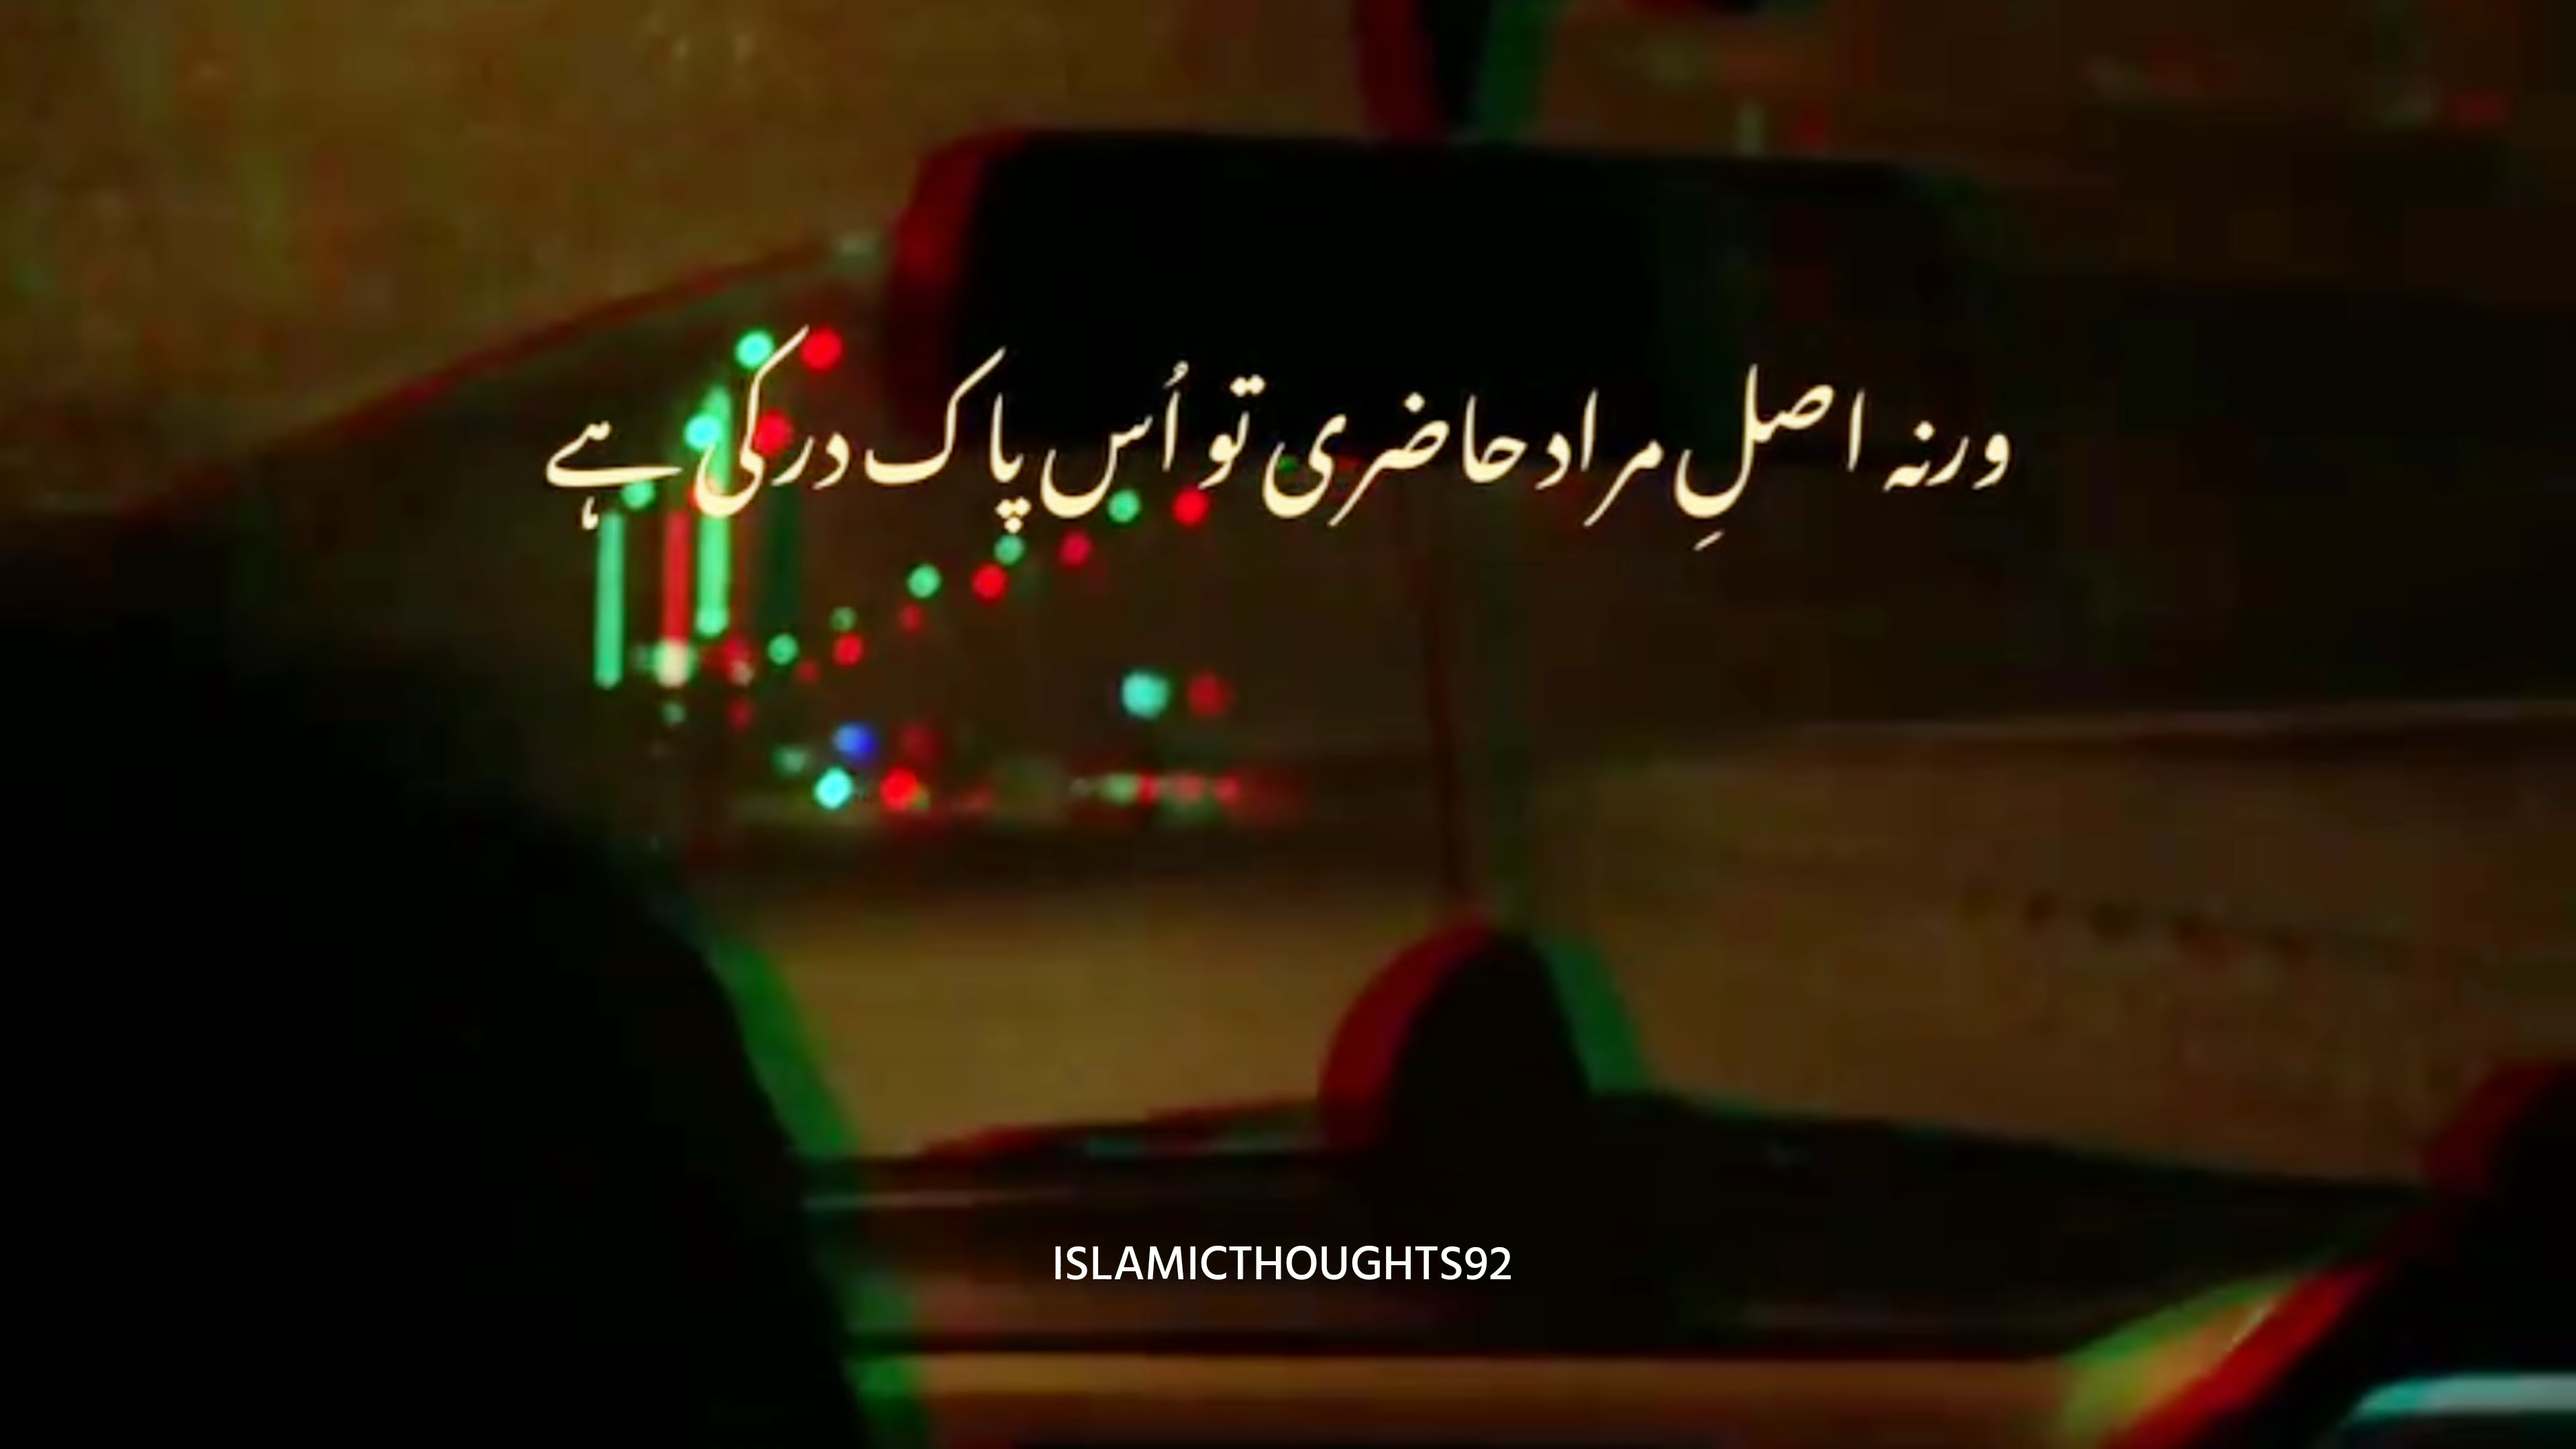 ورنہ اصلِ مراد حاضری تو اُس پاک در کی ہے
ISLAMICTHOUGHTS92